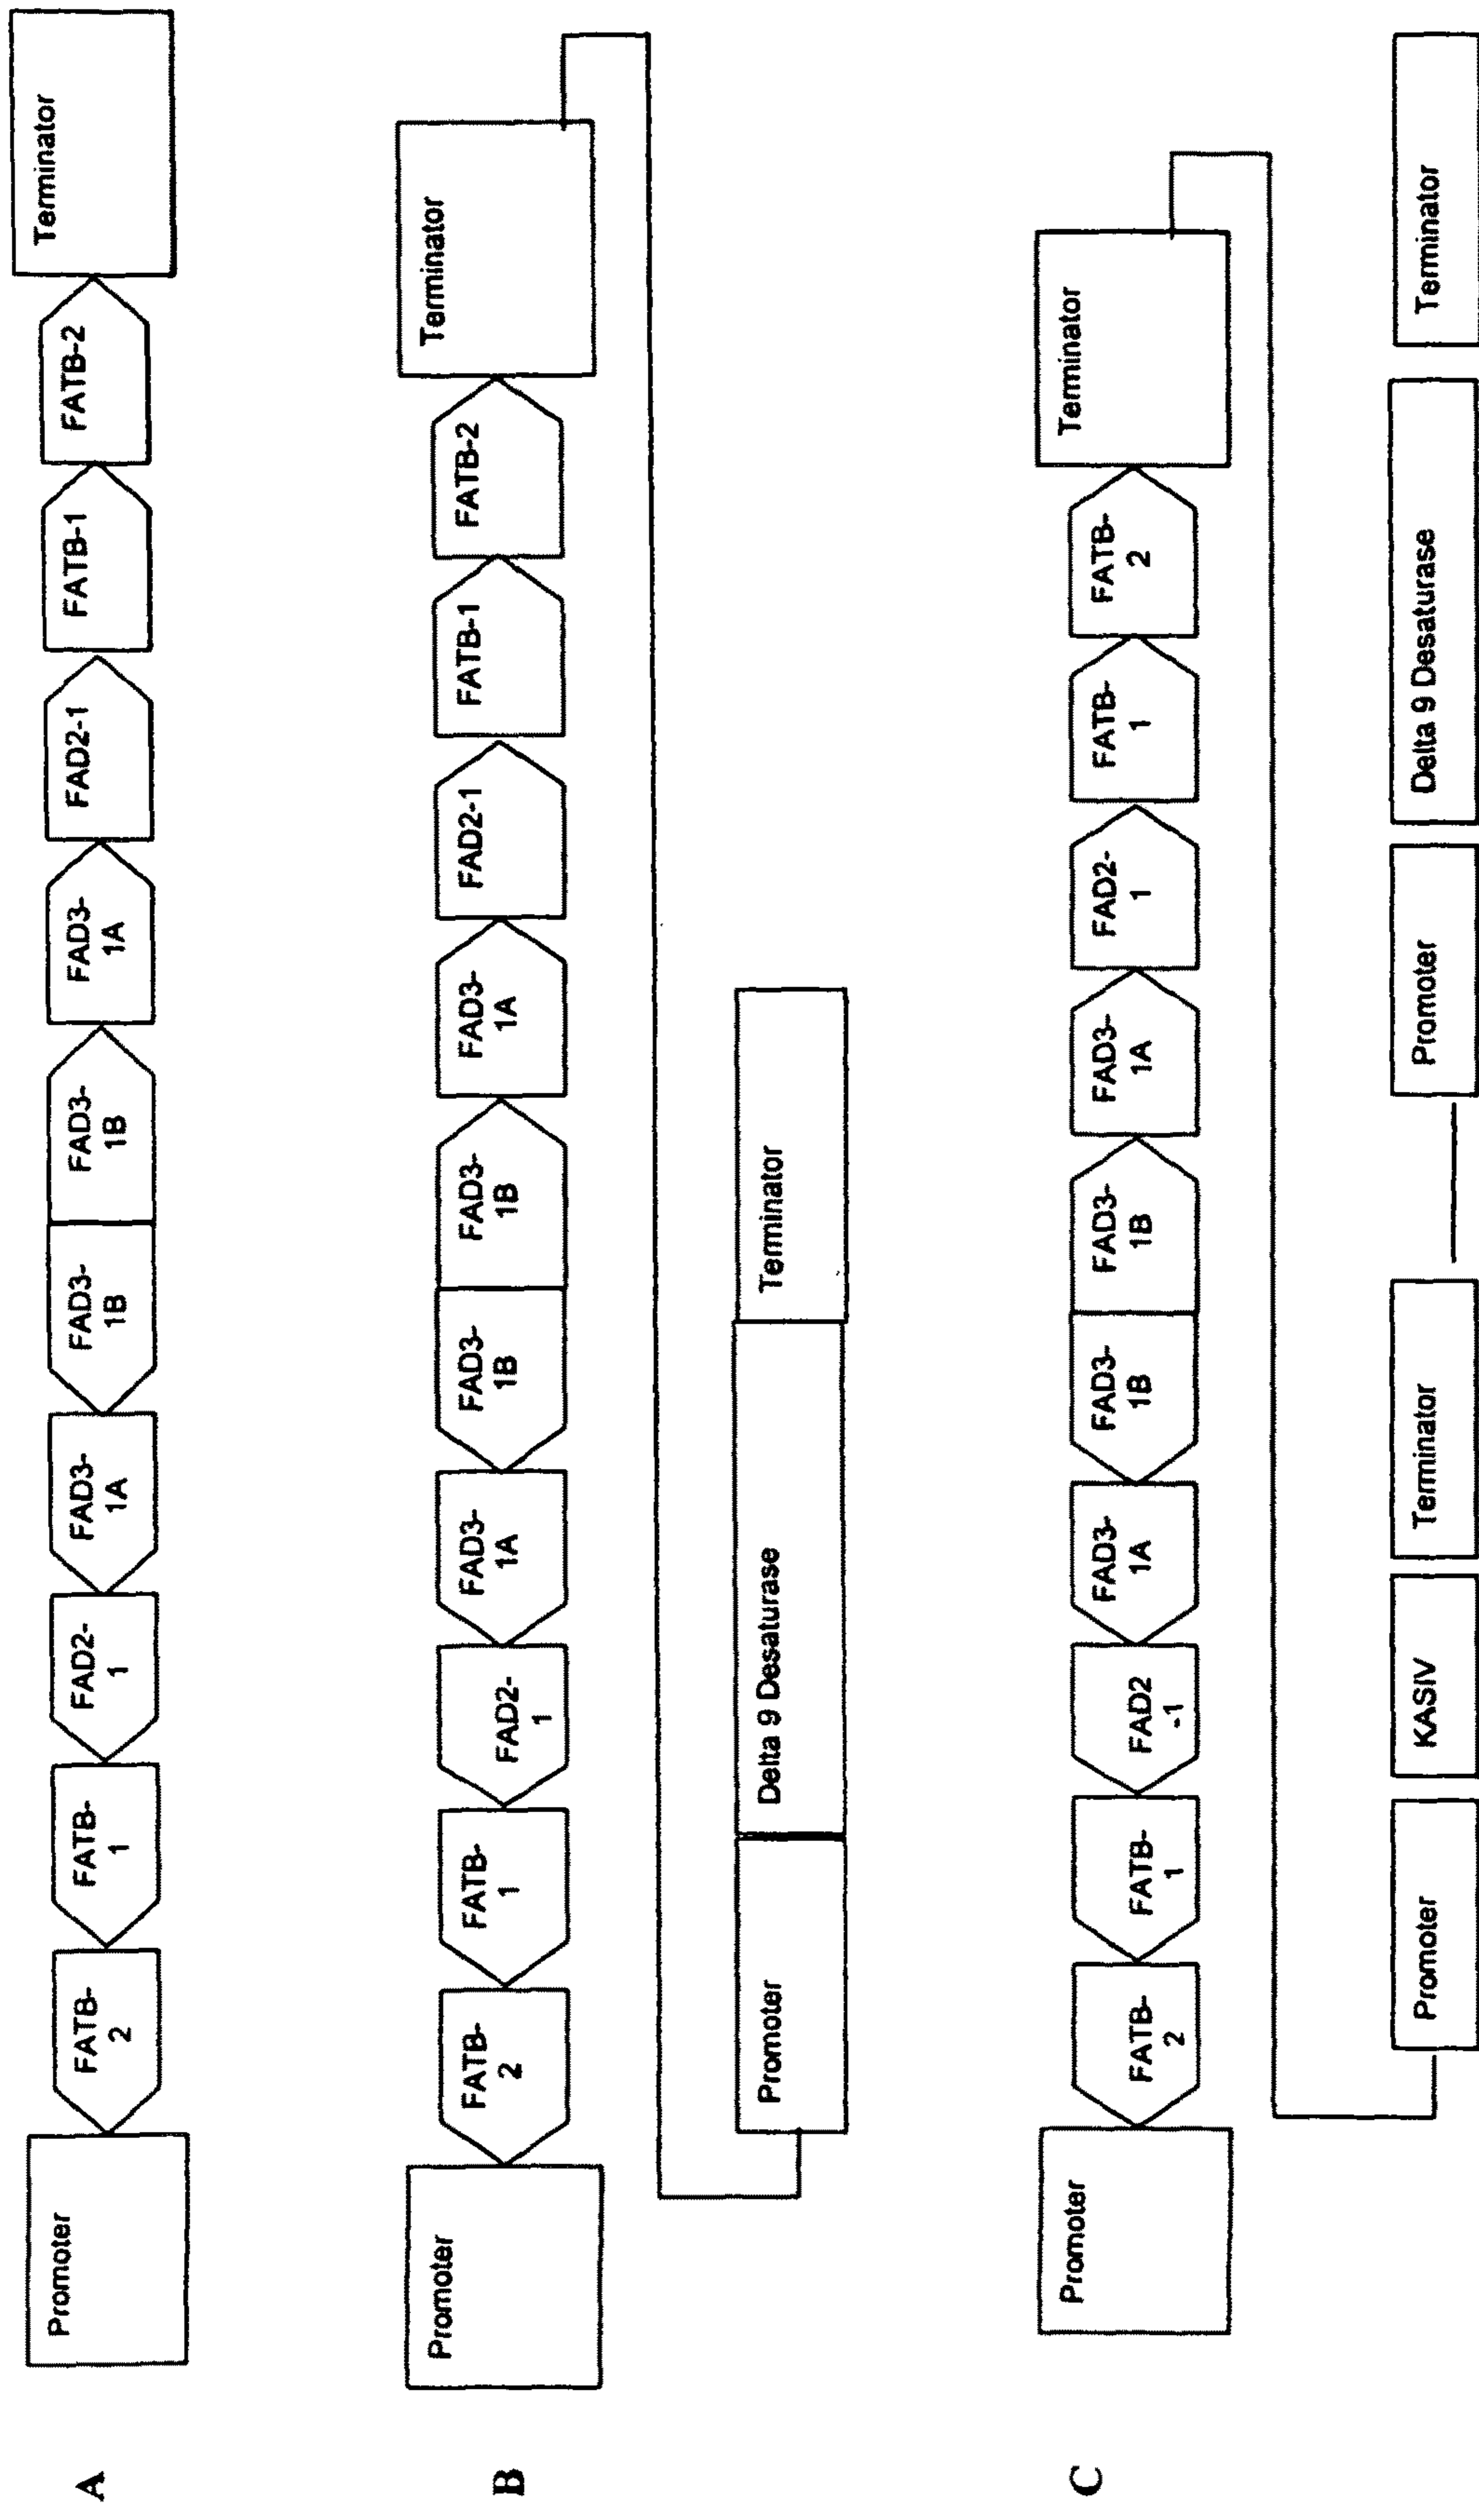 A
Promoter
FATB-
2
FATB-
1
FAD2-
1
FAD3-
1A
FAD3-
1B
FAD3-
1B
FAD3-
1A
FAD2-1
FATB-1
FATB-2
Terminator
B
Promoter
FATB-
2
FATB-
1
FAD2-
1
FAD3-
1A
FAD3-
1B
FAD3-
1B
FAD3-
1A
FAD2-1
FATB-1
FATB-2
Terminator
Promoter
Delta 9 Desaturase
Terminator
C
Promoter
FATB-
2
FATB-
1
FAD2
-1
FAD3-
1A
FAD3-
1B
FAD3-
1B
FAD3-
1A
FAD2-
1
FATB-
1
FATB-
2
Terminator
Promoter
KASIV
Terminator
Promoter
Delta 9 Desaturase
Terminator